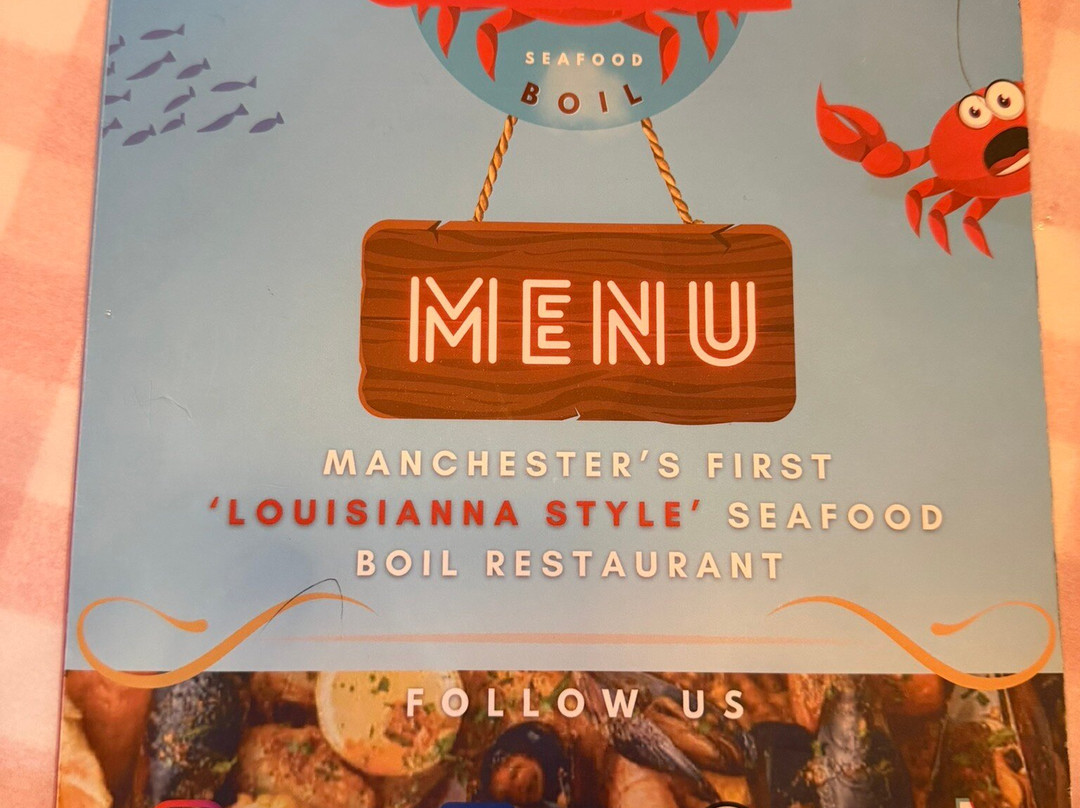 SEAFOOD
BOIL
MENU
MANCHESTER'S FIRST
'LOUISIANNA STYLE' SEAFOOD
BOIL RESTAURANT
FOLLOW US